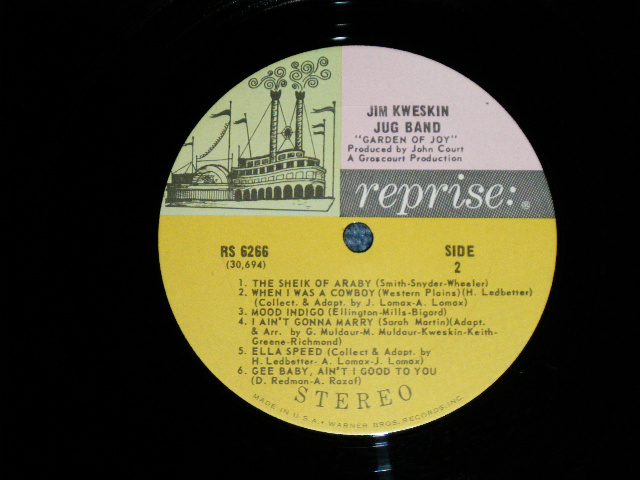 JIM KWESKIN
JUG BAND
"GARDEN OF JOY"
Produced by John Court
A Groscourt Production
reprise:®
RS 6266
(30,694)
SIDE
2
1. THE SHEIK OF ARABY (Smith-Snyder-Wheeler)
2. WHEN I WAS A COWBOY (Western Plains)(H. Ledbetter)
(Collect. & Adapt. by J. Lomax-A. Lomax)
3. MOOD INDIGO (Ellington-Mills-Bigard)
4. I AIN'T GONNA MARRY (Sarah Martin)(Adapt.
& Arr. by G. Muldaur-M. Muldaur-Kweskin-Keith-
Greene-Richmond)
5. ELLA SPEED (Collect & Adapt. by
H. Ledbetter- A. Lomax-J. Lomax)
6. GEE BABY, AIN'T I GOOD TO YOU
(D. Redman-A. Razaf)
STEREO
MADE IN U.S.A. • WARNER BROS. RECORDS, INC.